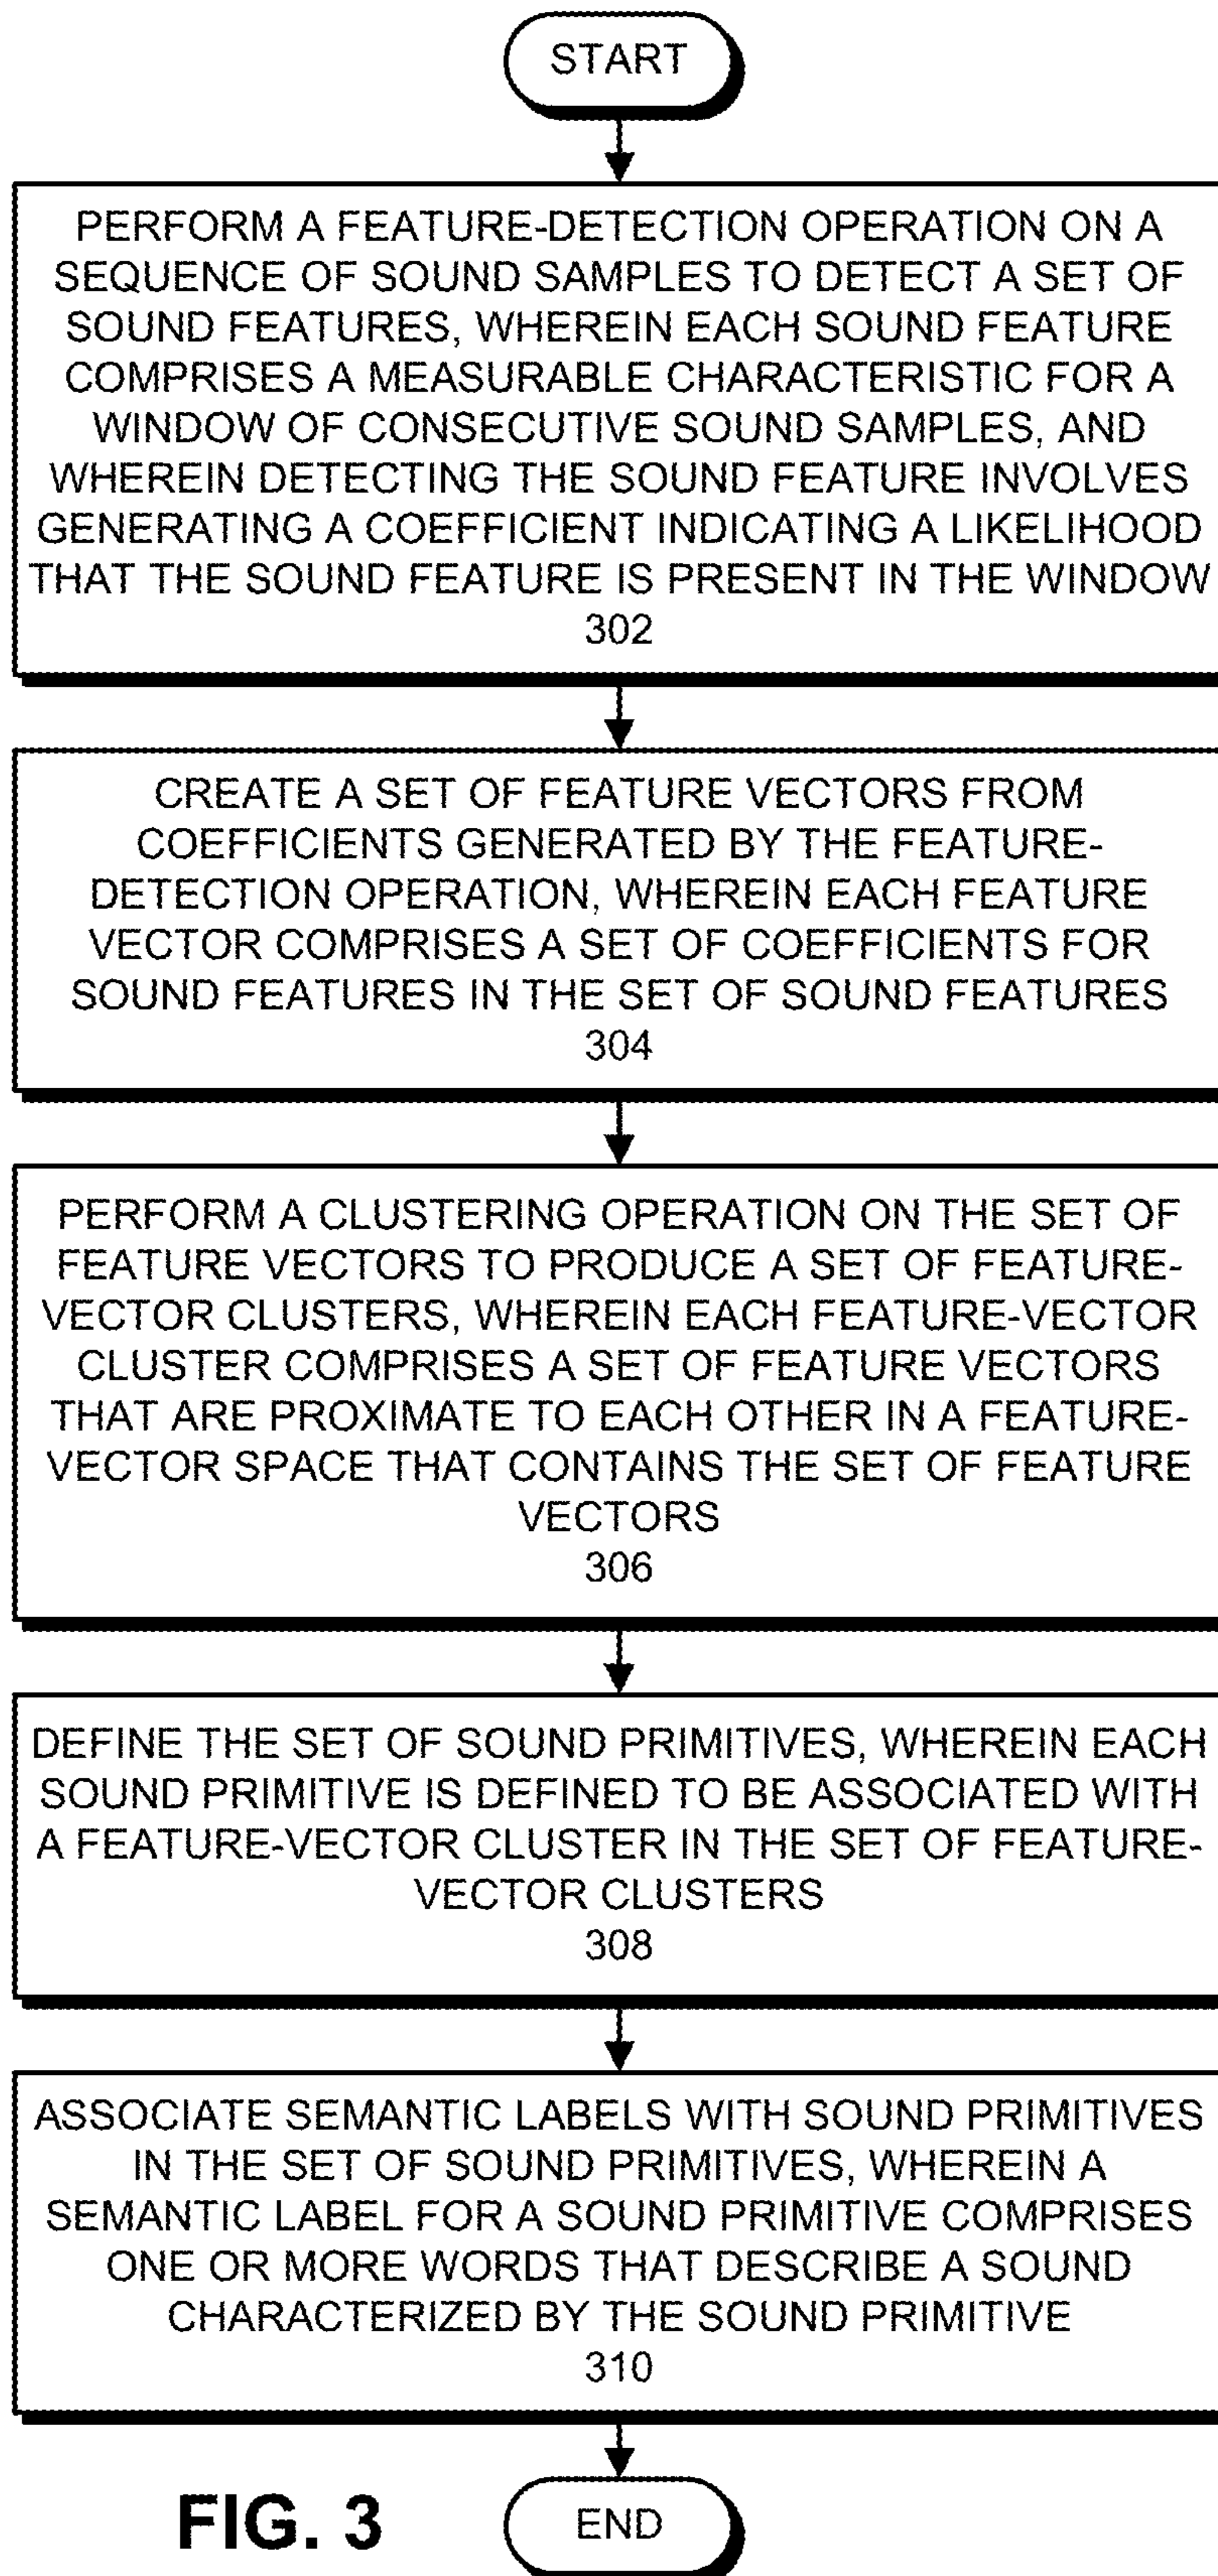 START
PERFORM A FEATURE-DETECTION OPERATION ON A
SEQUENCE OF SOUND SAMPLES TO DETECT A SET OF
SOUND FEATURES, WHEREIN EACH SOUND FEATURE
COMPRISES A MEASURABLE CHARACTERISTIC FOR A
WINDOW OF CONSECUTIVE SOUND SAMPLES, AND
WHEREIN DETECTING THE SOUND FEATURE INVOLVES
GENERATING A COEFFICIENT INDICATING A LIKELIHOOD
THAT THE SOUND FEATURE IS PRESENT IN THE WINDOW
302
CREATE A SET OF FEATURE VECTORS FROM
COEFFICIENTS GENERATED BY THE FEATURE-
DETECTION OPERATION, WHEREIN EACH FEATURE
VECTOR COMPRISES A SET OF COEFFICIENTS FOR
SOUND FEATURES IN THE SET OF SOUND FEATURES
304
PERFORM A CLUSTERING OPERATION ON THE SET OF
FEATURE VECTORS TO PRODUCE A SET OF FEATURE-
VECTOR CLUSTERS, WHEREIN EACH FEATURE-VECTOR
CLUSTER COMPRISES A SET OF FEATURE VECTORS
THAT ARE PROXIMATE TO EACH OTHER IN A FEATURE-
VECTOR SPACE THAT CONTAINS THE SET OF FEATURE
VECTORS
306
DEFINE THE SET OF SOUND PRIMITIVES, WHEREIN EACH
SOUND PRIMITIVE IS DEFINED TO BE ASSOCIATED WITH
A FEATURE-VECTOR CLUSTER IN THE SET OF FEATURE-
VECTOR CLUSTERS
308
ASSOCIATE SEMANTIC LABELS WITH SOUND PRIMITIVES
IN THE SET OF SOUND PRIMITIVES, WHEREIN A
SEMANTIC LABEL FOR A SOUND PRIMITIVE COMPRISES
ONE OR MORE WORDS THAT DESCRIBE A SOUND
CHARACTERIZED BY THE SOUND PRIMITIVE
310
FIG. 3
END